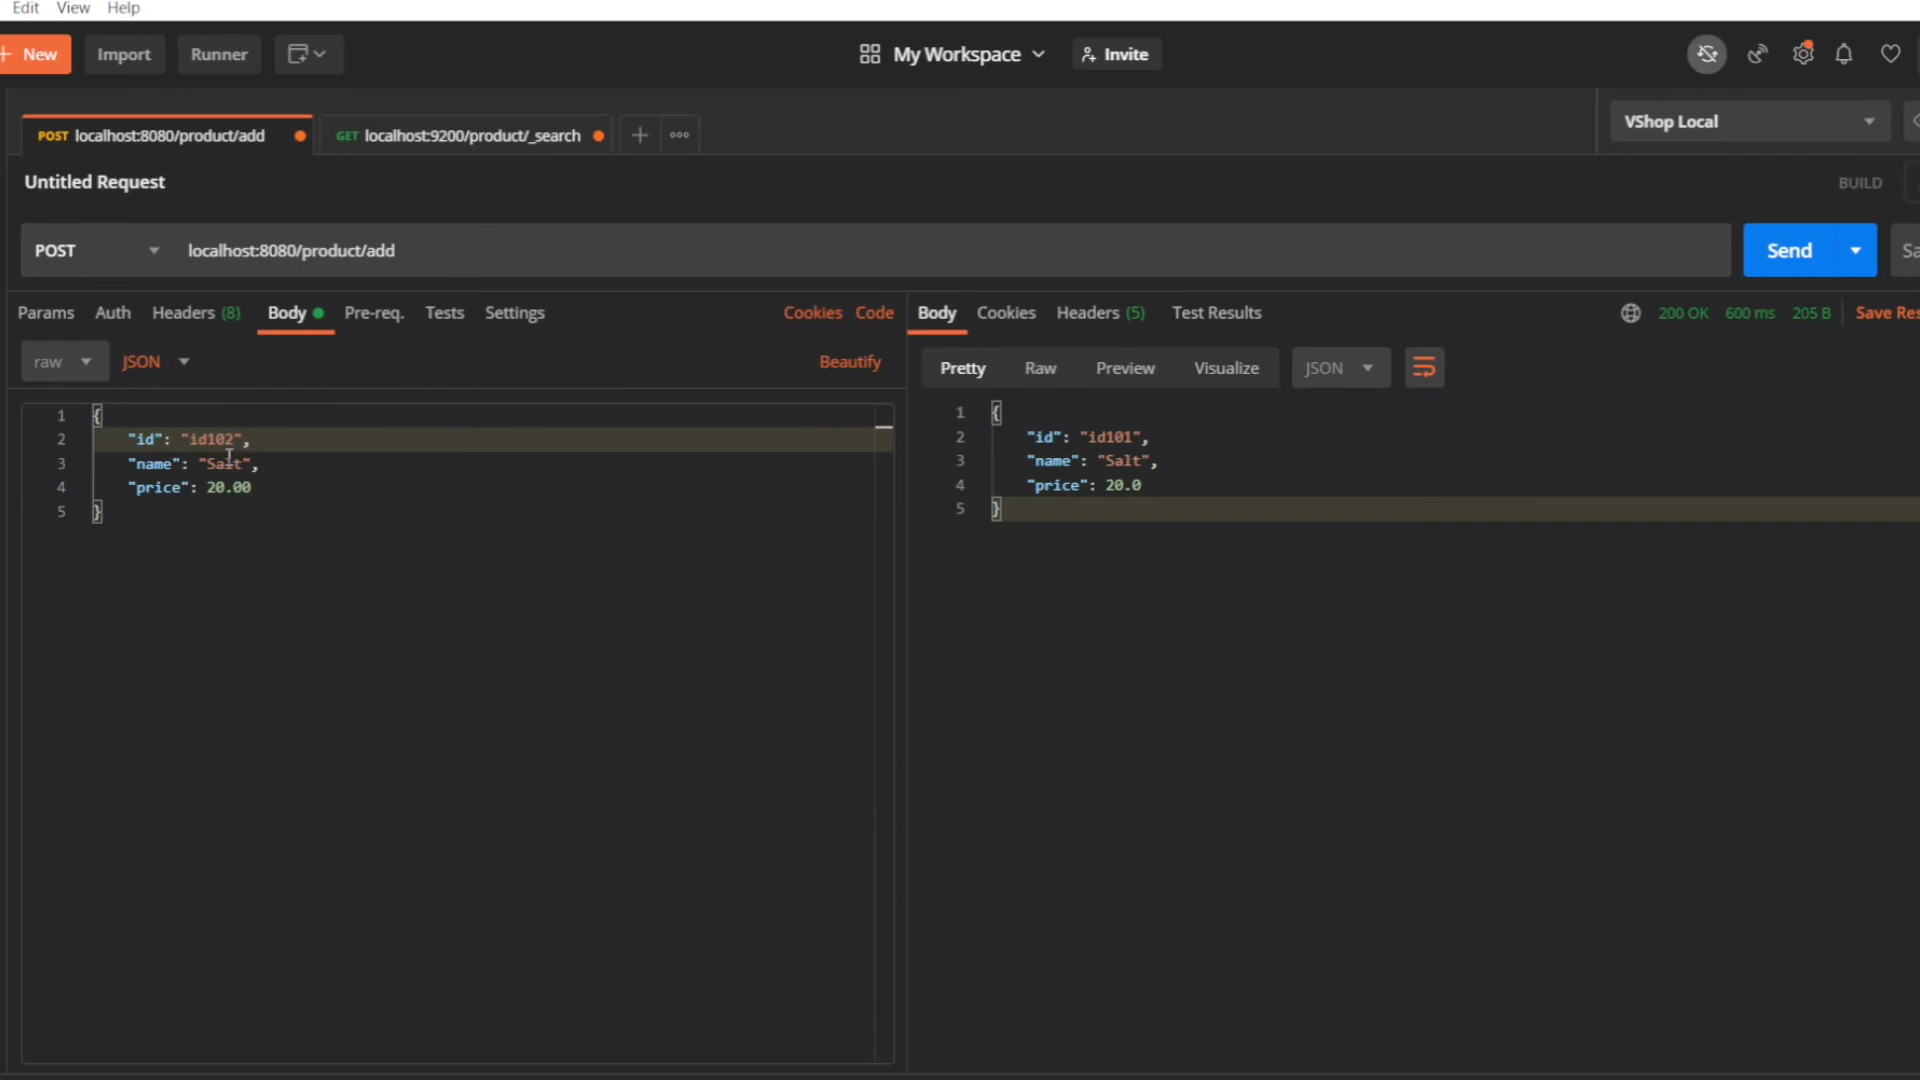 Edit View Help
+ New Import Runner My Workspace Invite
POST localhost:8080/product/add GET localhost:9200/product/_search VShop Local
Untitled Request BUILD
POST localhost:8080/product/add Send Sa
Params Auth Headers (8) Body Pre-req. Tests Settings Cookies Code
raw JSON Beautify
1 {
2 "id": "id102",
3 "name": "Salt",
4 "price": 20.00
5 }
Body Cookies Headers (5) Test Results 200 OK 600 ms 205 B Save Res
Pretty Raw Preview Visualize JSON
1 {
2 "id": "id101",
3 "name": "Salt",
4 "price": 20.0
5 }